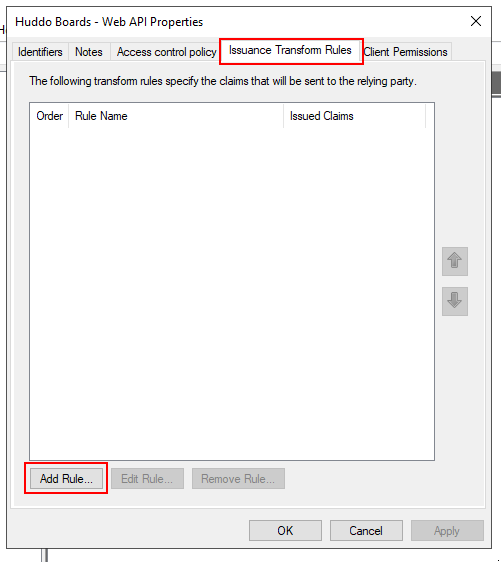 Huddo Boards - Web API Properties
Identifiers Notes Access control policy Issuance Transform Rules Client Permissions
The following transform rules specify the claims that will be sent to the relying party.
Order Rule Name Issued Claims
Add Rule... Edit Rule... Remove Rule...
OK Cancel Apply